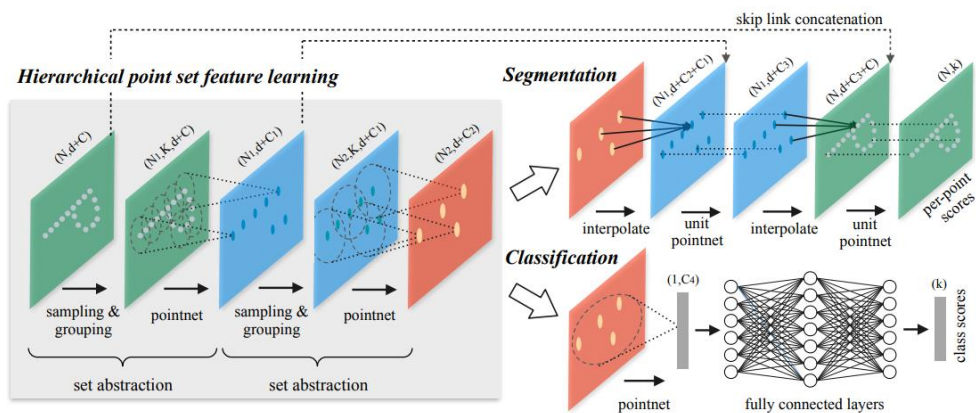 skip link concatenation
Hierarchical point set feature learning
(N,d+C)
(N1,K,d+C)
(N1,d+C1)
(N2,K,d+C1)
(N2,d+C2)
sampling & grouping
pointnet
sampling & grouping
pointnet
set abstraction
set abstraction
Segmentation
(N1,d+C2+C1)
(N1,d+C3)
(N,d+C3+C)
(N,k)
interpolate
unit pointnet
interpolate
unit pointnet
per-point scores
Classification
(1,C4)
(k)
class scores
pointnet
fully connected layers